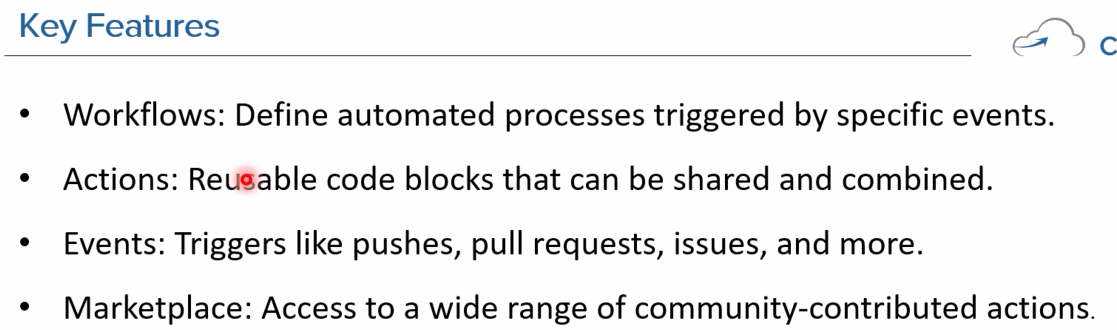 Key Features
C
• Workflows: Define automated processes triggered by specific events.
• Actions: Reusable code blocks that can be shared and combined.
• Events: Triggers like pushes, pull requests, issues, and more.
• Marketplace: Access to a wide range of community-contributed actions.